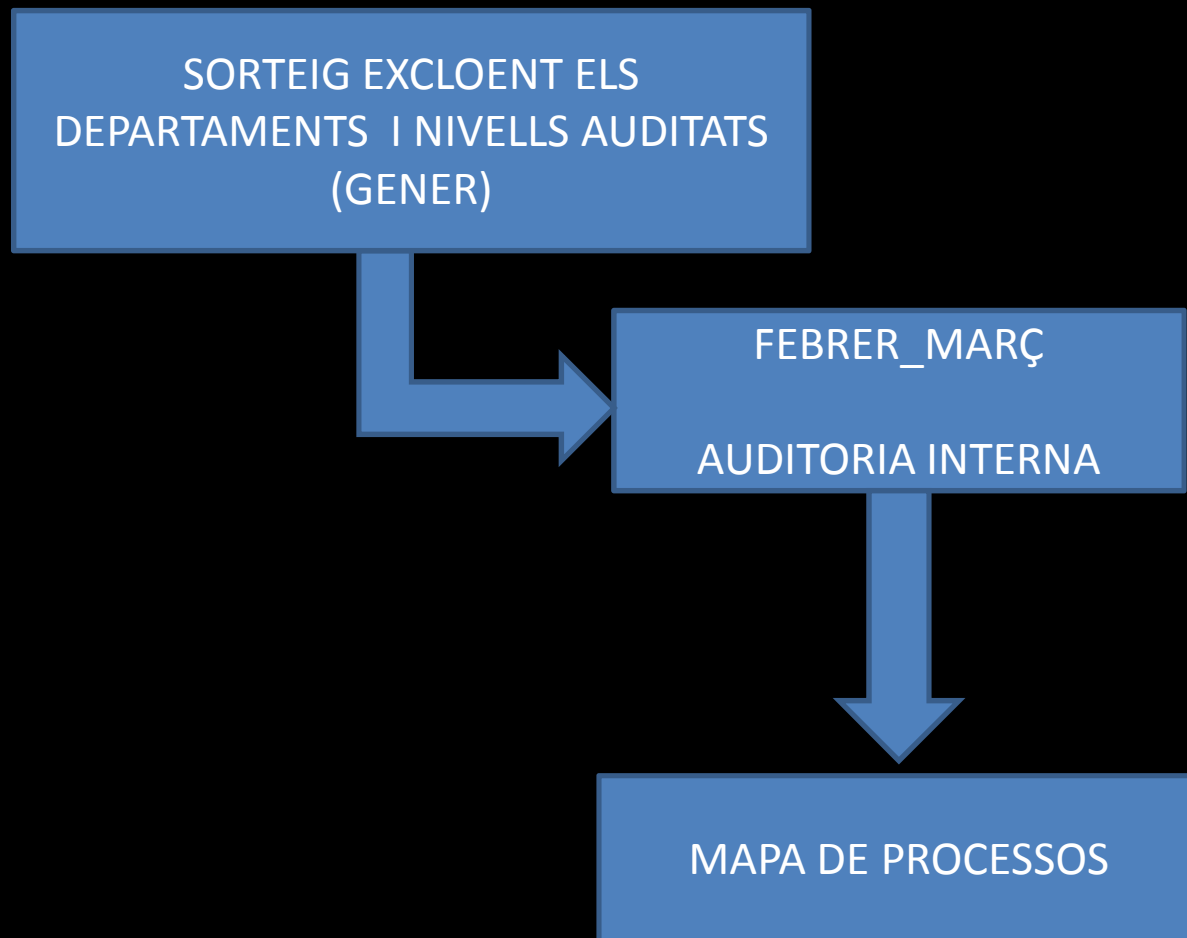 SORTEIG EXCLOENT ELS
DEPARTAMENTS  I NIVELLS AUDITATS
(GENER)
FEBRER_MARÇ
AUDITORIA INTERNA
MAPA DE PROCESSOS